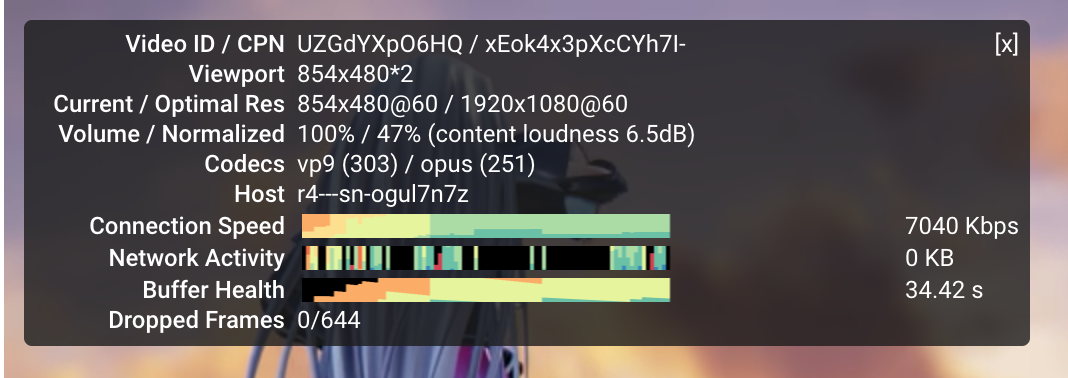 Video ID / CPN UZGdYXpO6HQ / xEok4x3pXcCYh7I- [x]
Viewport 854x480*2
Current / Optimal Res 854x480@60 / 1920x1080@60
Volume / Normalized 100% / 47% (content loudness 6.5dB)
Codecs vp9 (303) / opus (251)
Host r4---sn-ogul7n7z
Connection Speed 7040 Kbps
Network Activity 0 KB
Buffer Health 34.42 s
Dropped Frames 0/644